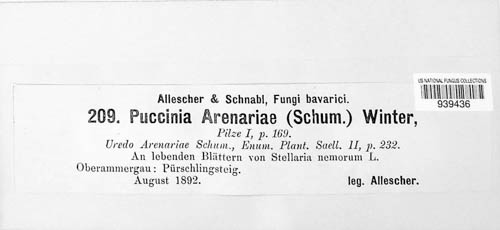 Allescher & Schnabl, Fungi bavarici.
209. Puccinia Arenariae (Schum.) Winter,
Pilze I, p. 169.
Uredo Arenariae Schum., Enum. Plant. Saell. II, p. 232.
An lebenden Blättern von Stellaria nemorum L.
Oberammergau: Pürschlingsteig.
August 1892. leg. Allescher.
US NATIONAL FUNGUS COLLECTIONS
939436